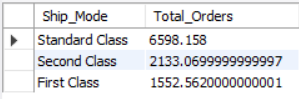 Ship_Mode Total_Orders
Standard Class 6598.158
Second Class 2133.0699999999997
First Class 1552.5620000000001